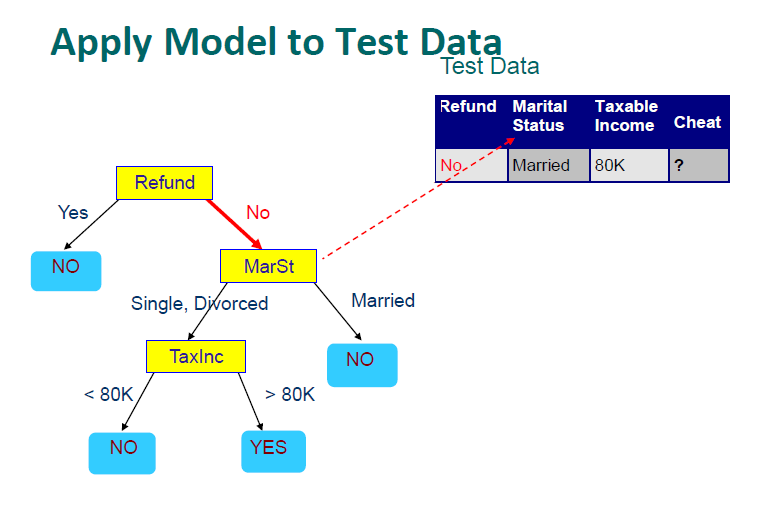 Apply Model to Test Data
Test Data
Refund Marital Status Taxable Income Cheat
No Married 80K ?
Refund
Yes No
NO
MarSt
Single, Divorced Married
TaxInc
NO
< 80K > 80K
NO YES